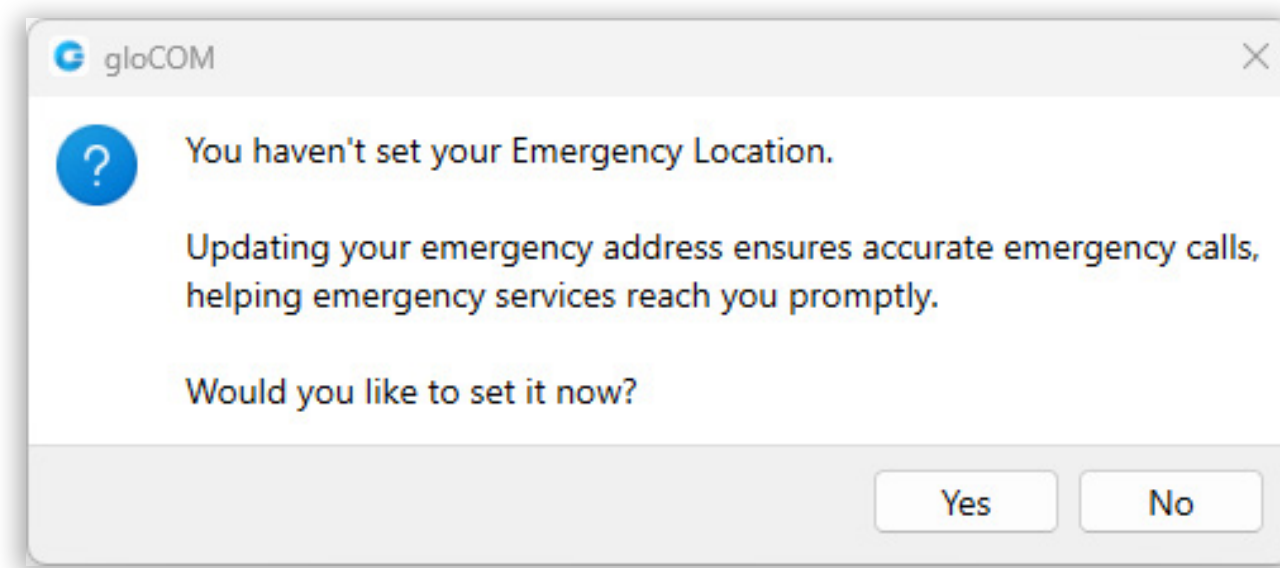 gloCOM
You haven't set your Emergency Location.
Updating your emergency address ensures accurate emergency calls,
helping emergency services reach you promptly.
Would you like to set it now?
Yes
No